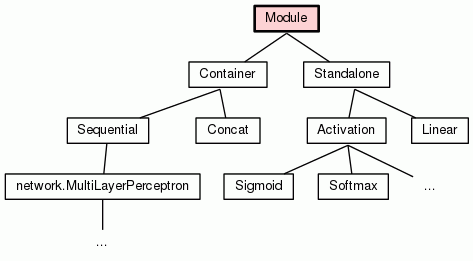 Module
Container
Standalone
Sequential
Concat
Activation
Linear
network.MultiLayerPerceptron
Sigmoid
Softmax
...
...